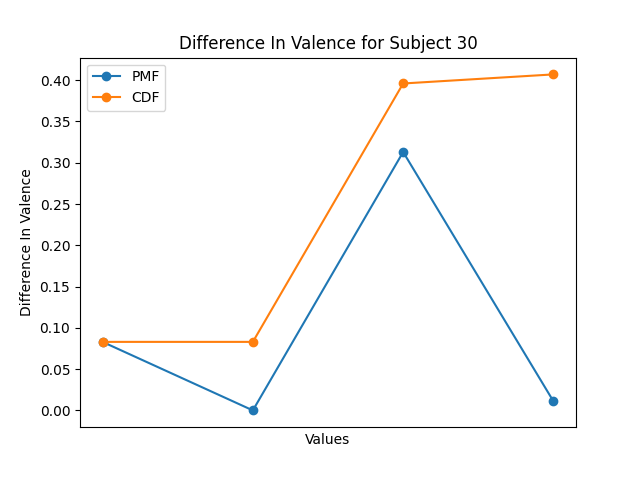 Difference In Valence for Subject 30
PMF
CDF
0.40
0.35
0.30
0.25
0.20
0.15
0.10
0.05
0.00
Difference In Valence
Values